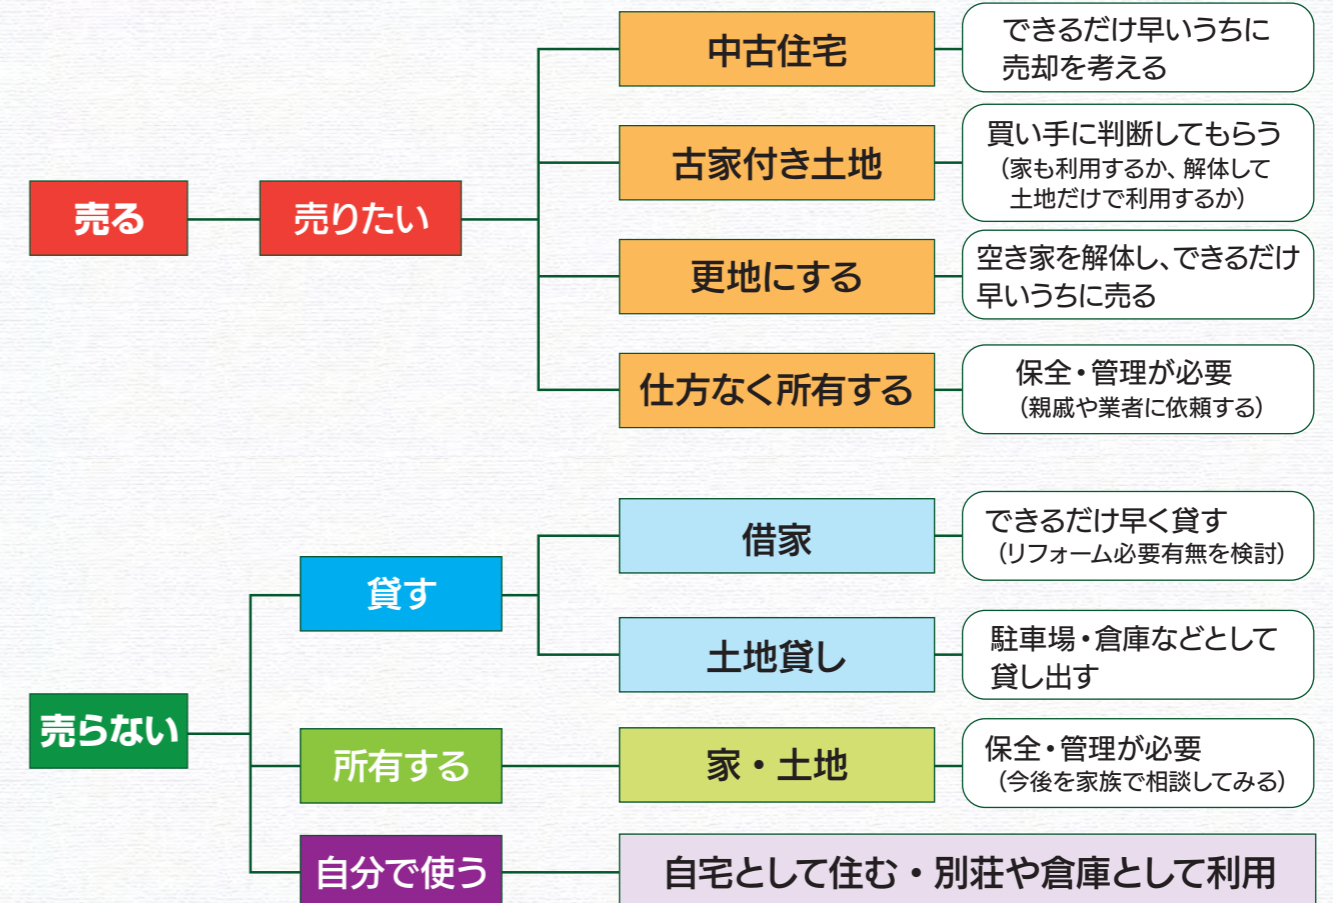 売る
売りたい
中古住宅
できるだけ早いうちに
売却を考える
古家付き土地
買い手に判断してもらう
（家も利用するか、解体して
土地だけで利用するか）
更地にする
空き家を解体し、できるだけ
早いうちに売る
仕方なく所有する
保全・管理が必要
（親戚や業者に依頼する）
売らない
貸す
借家
できるだけ早く貸す
（リフォーム必要有無を検討）
土地貸し
駐車場・倉庫などとして
貸し出す
所有する
家・土地
保全・管理が必要
（今後を家族で相談してみる）
自分で使う
自宅として住む・別荘や倉庫として利用